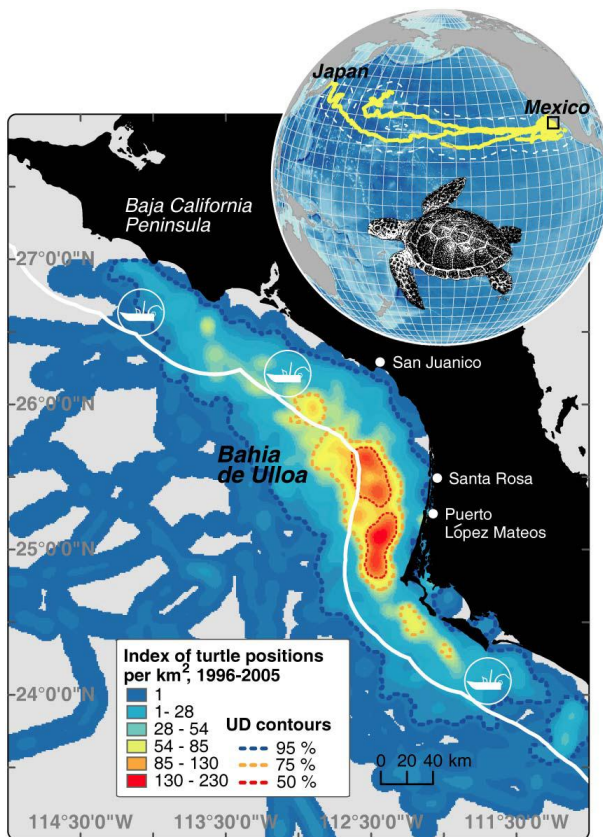 Japan
Mexico
Baja California
Peninsula
27°0'0"N
San Juanico
26°0'0"N
Bahia
de Ulloa
Santa Rosa
Puerto
López Mateos
25°0'0"N
Index of turtle positions
per km², 1996-2005
1
1- 28
28 - 54
54 - 85
85 - 130
130 - 230
UD contours
95 %
75 %
50 %
24°0'0"N
0 20 40 km
114°30'0"W 113°30'0"W 112°30'0"W 111°30'0"W